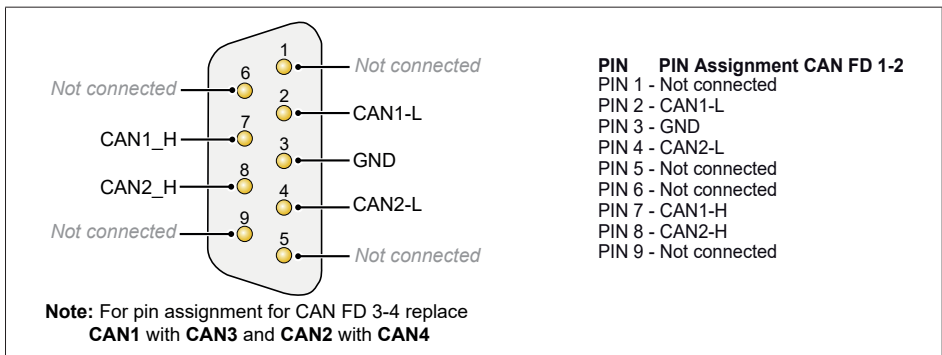 1
Not connected
6
Not connected
2
CAN1-L
7
CAN1_H
3
GND
8
CAN2_H
4
CAN2-L
9
Not connected
5
Not connected
Note: For pin assignment for CAN FD 3-4 replace
CAN1 with CAN3 and CAN2 with CAN4
PIN PIN Assignment CAN FD 1-2
PIN 1 - Not connected
PIN 2 - CAN1-L
PIN 3 - GND
PIN 4 - CAN2-L
PIN 5 - Not connected
PIN 6 - Not connected
PIN 7 - CAN1-H
PIN 8 - CAN2-H
PIN 9 - Not connected